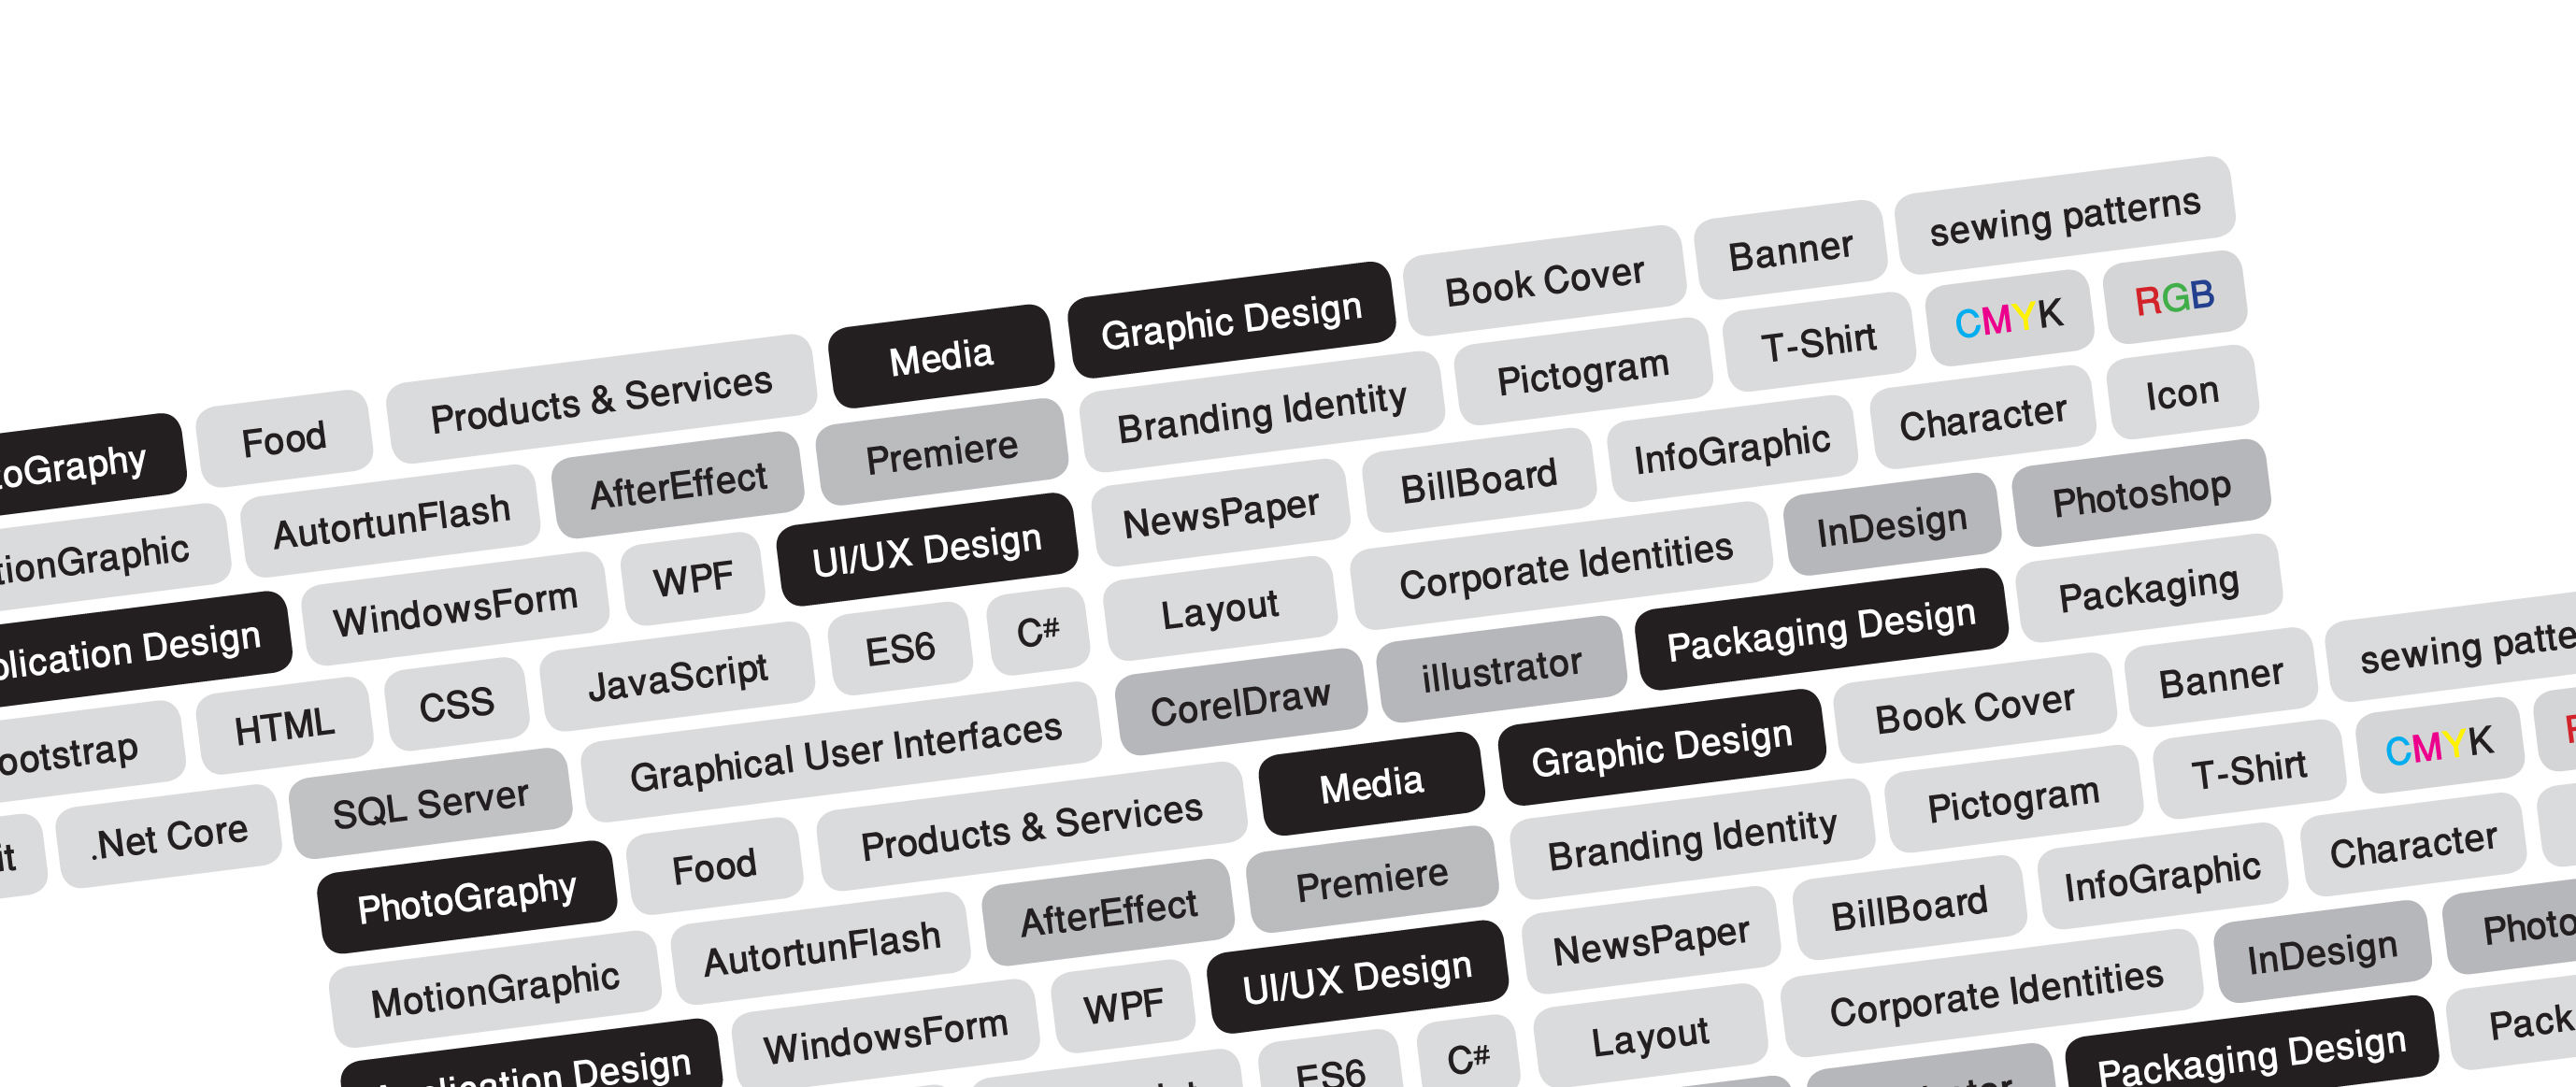 toGraphy Food Products & Services Media Graphic Design Book Cover Banner sewing patterns
tionGraphic AutortunFlash AfterEffect Premiere Branding Identity Pictogram T-Shirt CMYK RGB
plication Design WindowsForm WPF UI/UX Design NewsPaper BillBoard InfoGraphic Character Icon
ootstrap HTML CSS JavaScript ES6 C# Layout Corporate Identities InDesign Photoshop
it .Net Core SQL Server Graphical User Interfaces CorelDraw illustrator Packaging Design Packaging
PhotoGraphy Food Products & Services Media Graphic Design Book Cover Banner sewing patte
MotionGraphic AutortunFlash AfterEffect Premiere Branding Identity Pictogram T-Shirt CMYK R
Application Design WindowsForm WPF UI/UX Design NewsPaper BillBoard InfoGraphic Character
ES6 C# Layout Corporate Identities InDesign Photo
Packaging Design Pack